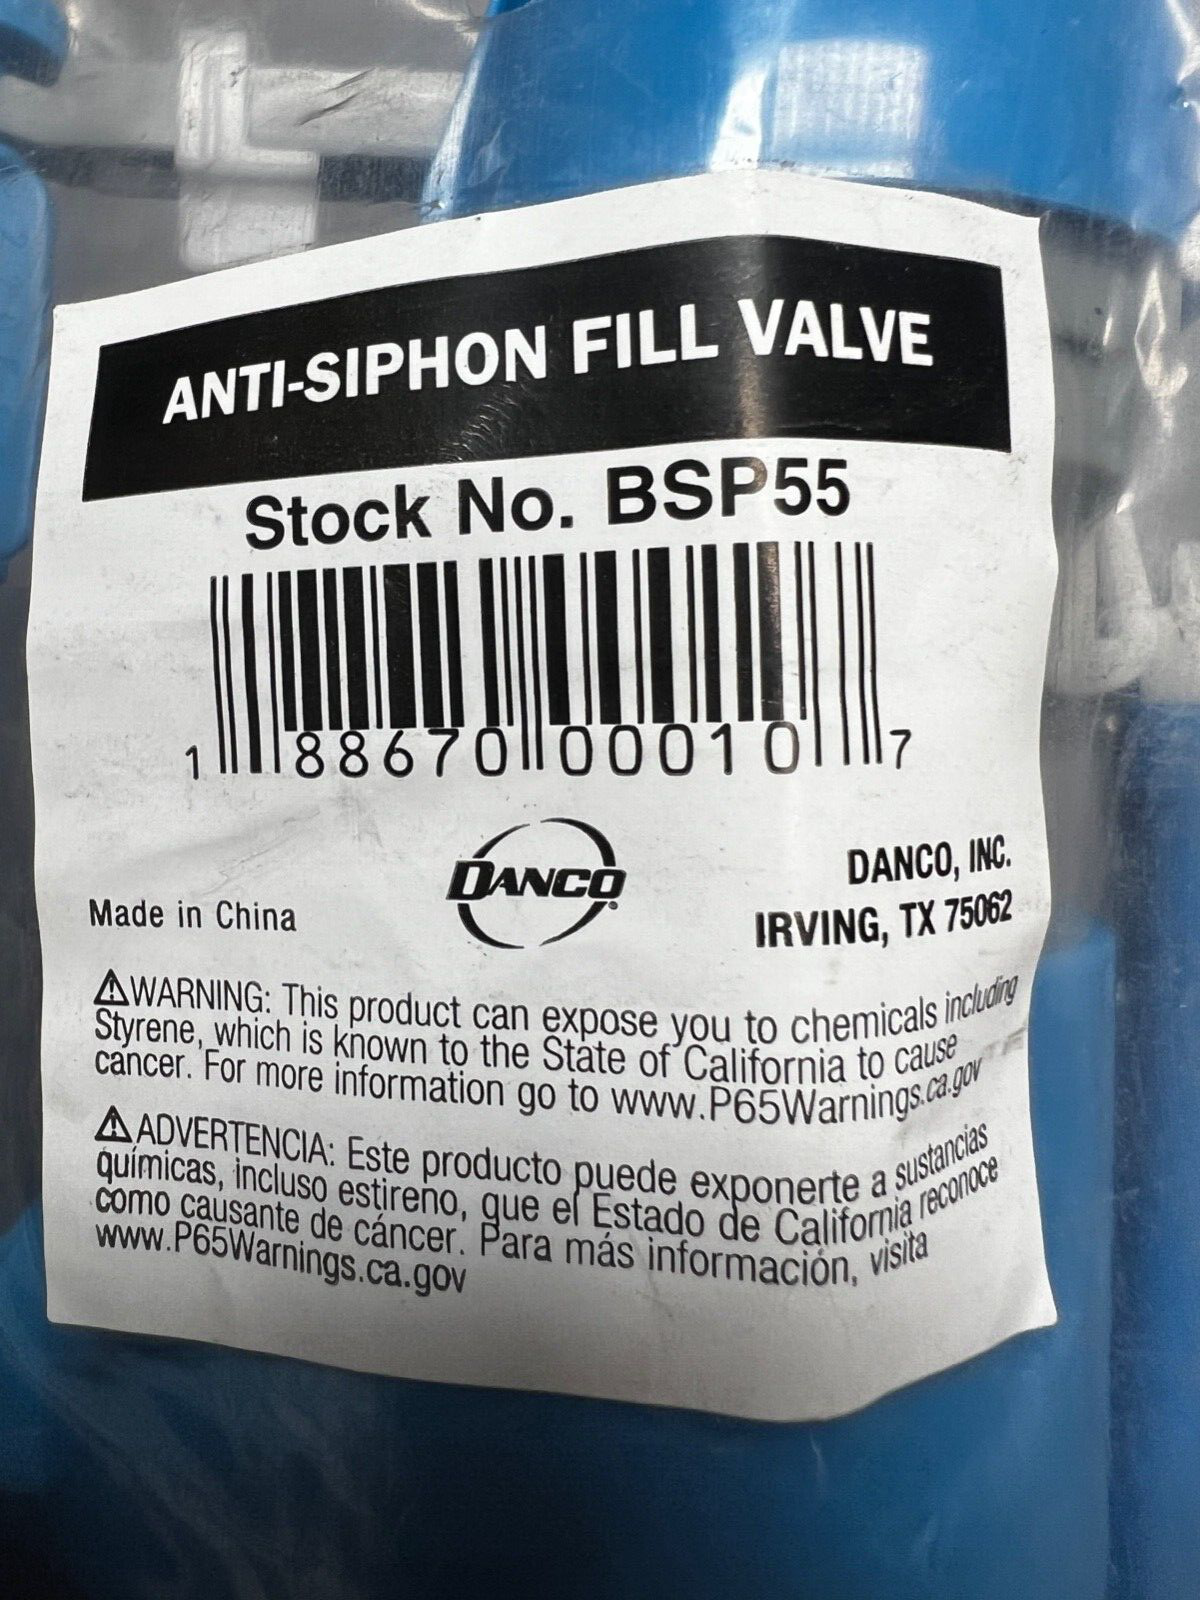 ANTI-SIPHON FILL VALVE
Stock No. BSP55
1 88670 00010 7
DANCO
Made in China
DANCO, INC.
IRVING, TX 75062
⚠WARNING: This product can expose you to chemicals including
Styrene, which is known to the State of California to cause
cancer. For more information go to www.P65Warnings.ca.gov
⚠ADVERTENCIA: Este producto puede exponerte a sustancias
químicas, incluso estireno, que el Estado de California reconoce
como causante de cáncer. Para más información, visita
www.P65Warnings.ca.gov